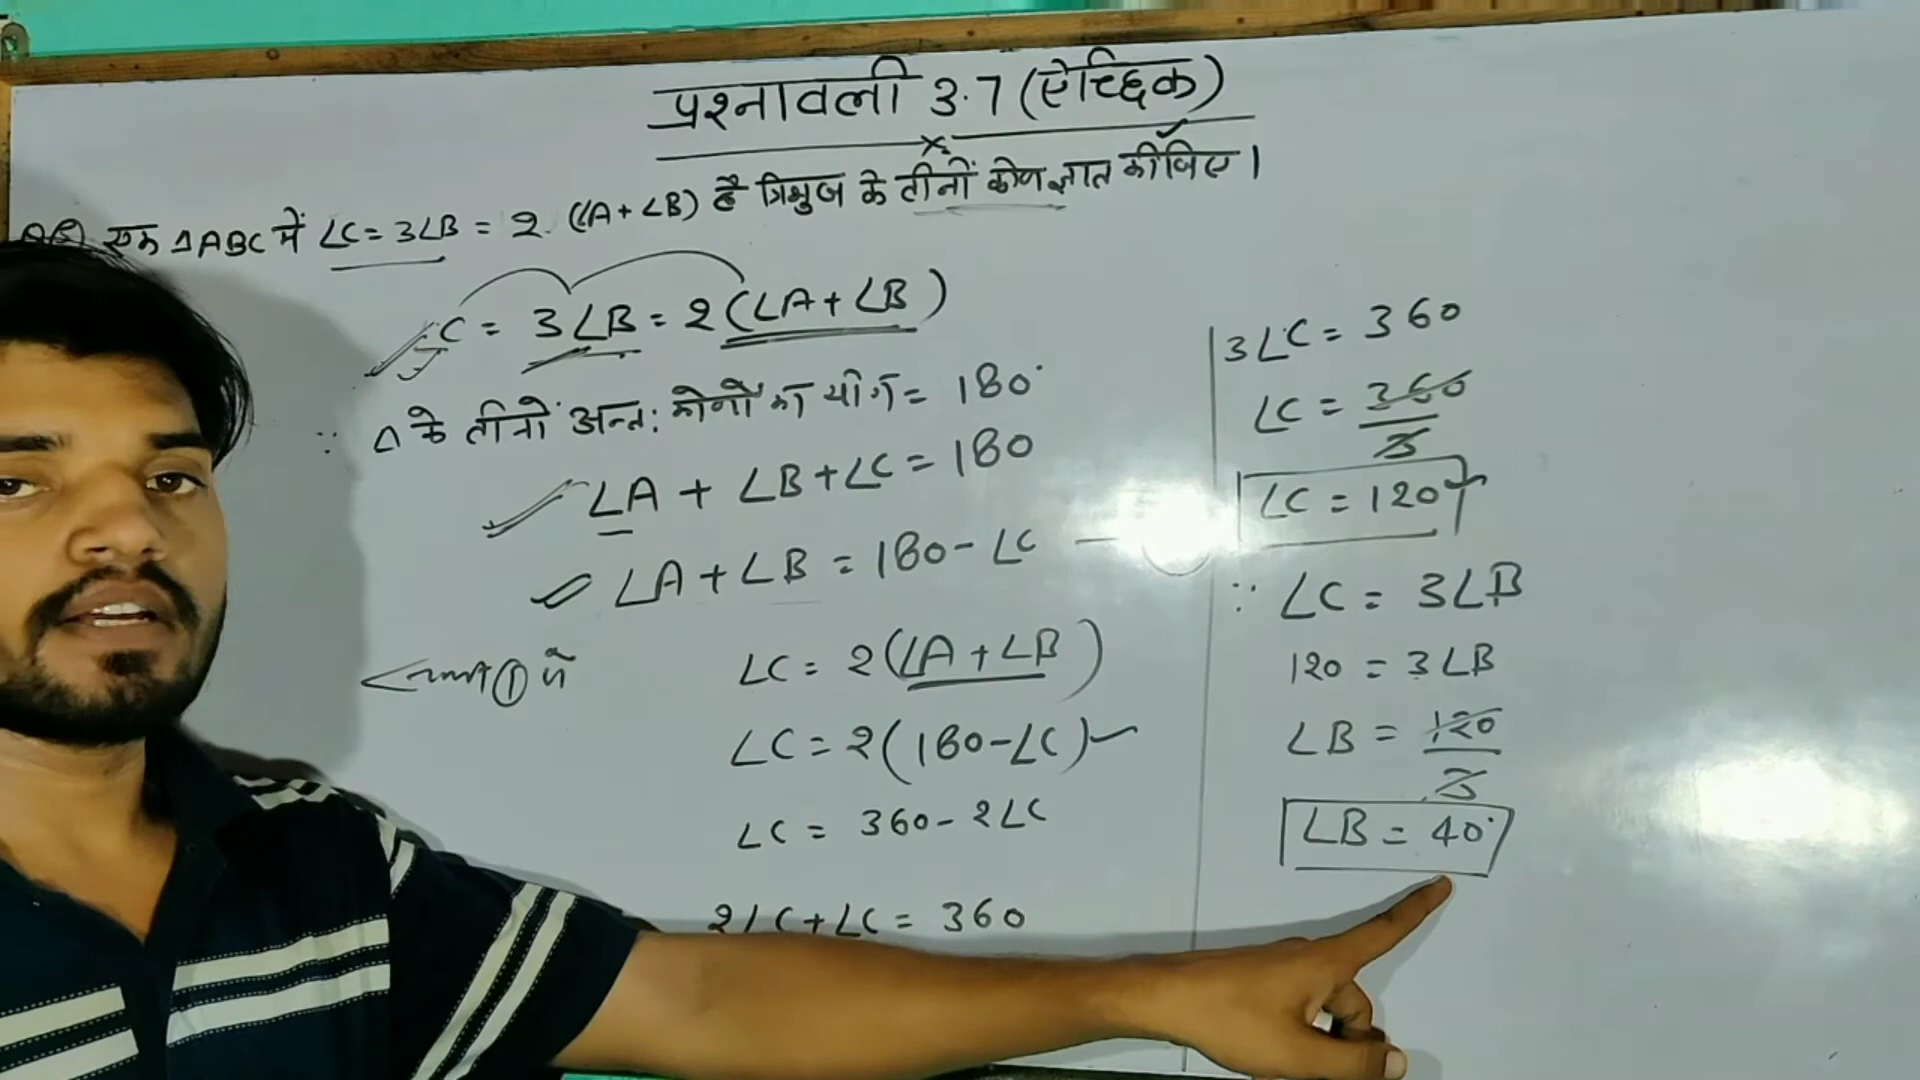 प्रश्नावली 3.7 (ऐच्छिक)
एक △ABC में ∠C = 3∠B = 2 (∠A + ∠B) है त्रिभुज के तीनों कोण ज्ञात कीजिए।
∠C = 3∠B = 2(∠A + ∠B)
∵ △ के तीनों अन्तः कोणों का योग = 180°
∠A + ∠B + ∠C = 180
∠A + ∠B = 180 - ∠C
① में
∠C = 2(∠A + ∠B)
∠C = 2(180 - ∠C)
∠C = 360 - 2∠C
2∠C + ∠C = 360
3∠C = 360
∠C = 360/3
∠C = 120°
∵ ∠C = 3∠B
120 = 3∠B
∠B = 120/3
∠B = 40°